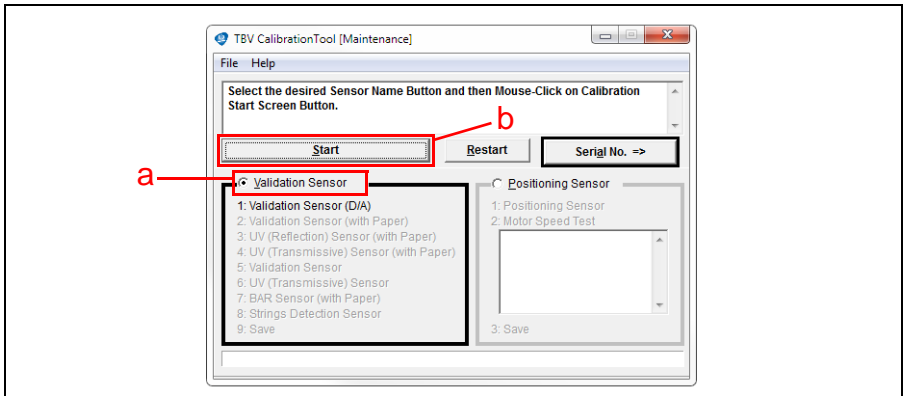 TBV CalibrationTool [Maintenance]
File Help
Select the desired Sensor Name Button and then Mouse-Click on Calibration
Start Screen Button.
b
Start
Restart
Serial No. =>
a
Validation Sensor
1: Validation Sensor (D/A)
2: Validation Sensor (with Paper)
3: UV (Reflection) Sensor (with Paper)
4: UV (Transmissive) Sensor (with Paper)
5: Validation Sensor
6: UV (Transmissive) Sensor
7: BAR Sensor (with Paper)
8: Strings Detection Sensor
9: Save
Positioning Sensor
1: Positioning Sensor
2: Motor Speed Test
3: Save